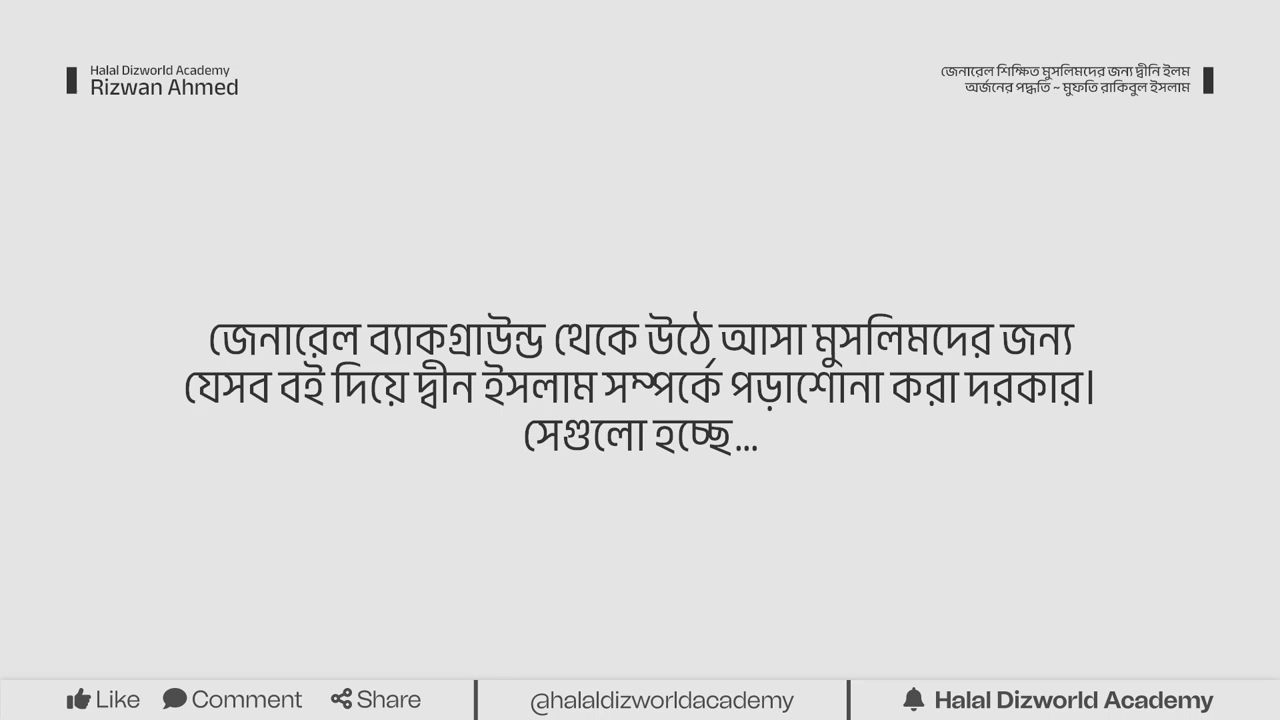 Halal Dizworld Academy
Rizwan Ahmed
জেনারেল শিক্ষিত মুসলিমদের জন্য দ্বীনি ইলম
অর্জনের পদ্ধতি ~ মুফতি রাকিবুল ইসলাম
জেনারেল ব্যাকগ্রাউন্ড থেকে উঠে আসা মুসলিমদের জন্য
যেসব বই দিয়ে দ্বীন ইসলাম সম্পর্কে পড়াশোনা করা দরকার।
সেগুলো হচ্ছে...
Like Comment Share @halaldizworldacademy Halal Dizworld Academy